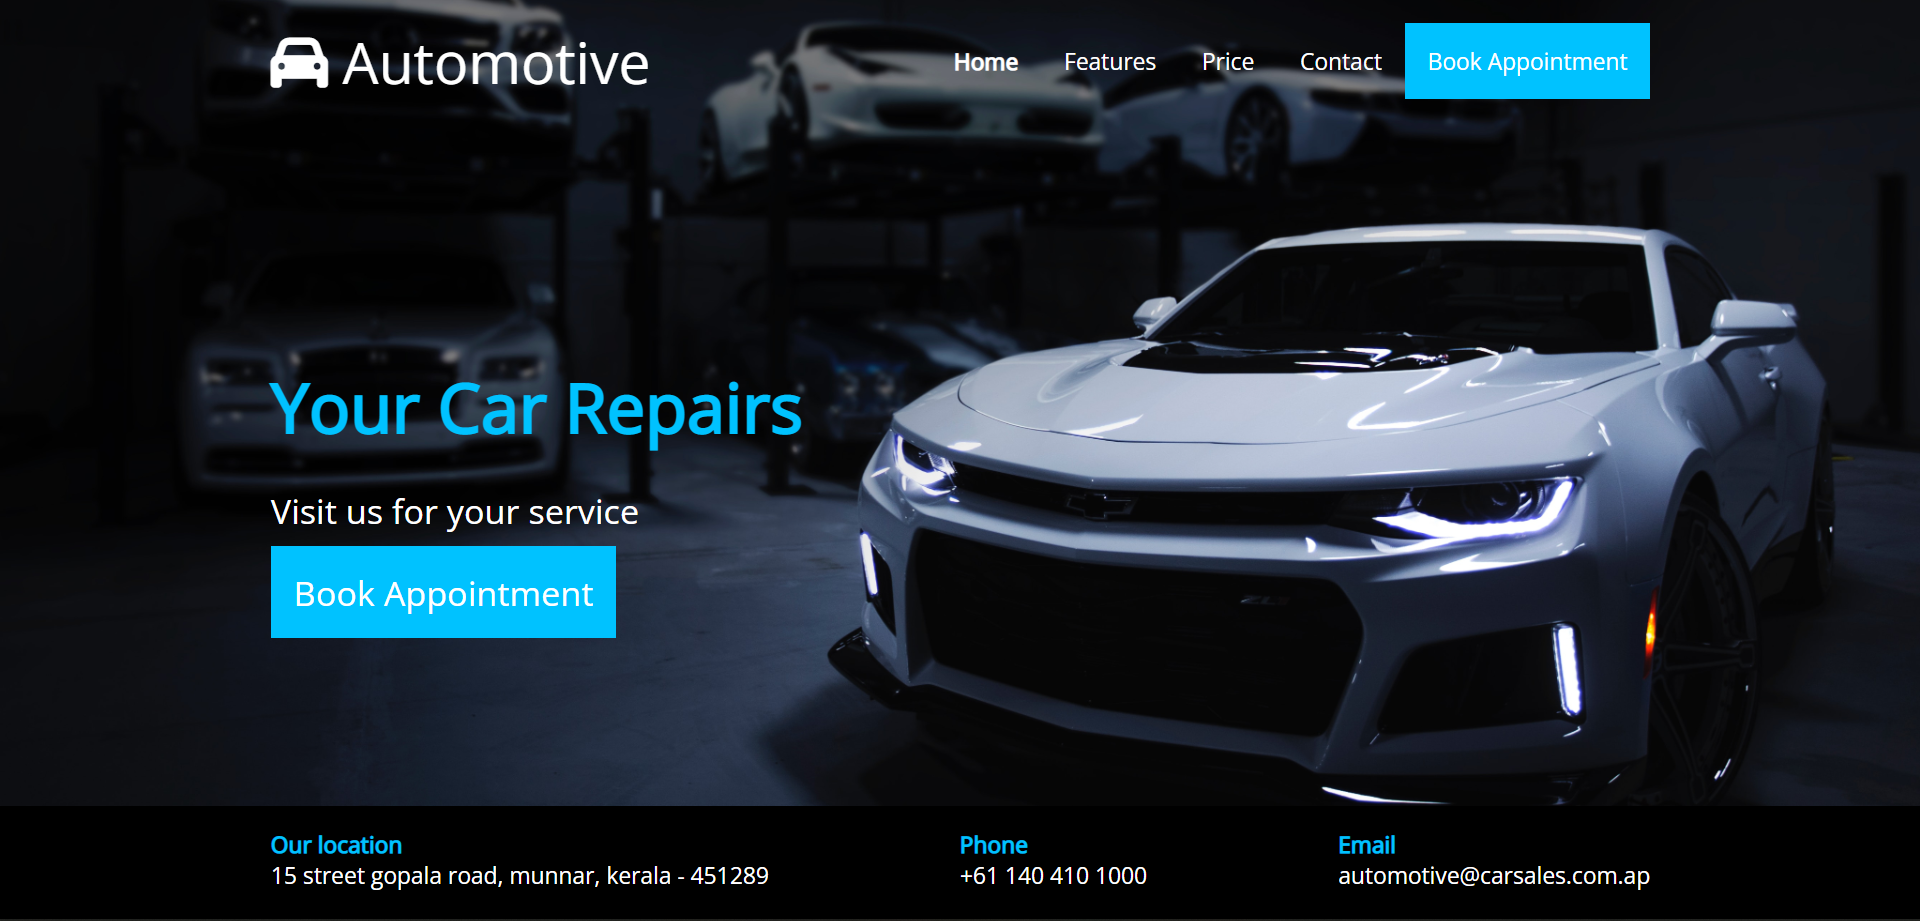 Automotive
Home Features Price Contact Book Appointment
Your Car Repairs
Visit us for your service
Book Appointment
Our location
15 street gopala road, munnar, kerala - 451289
Phone
+61 140 410 1000
Email
automotive@carsales.com.ap